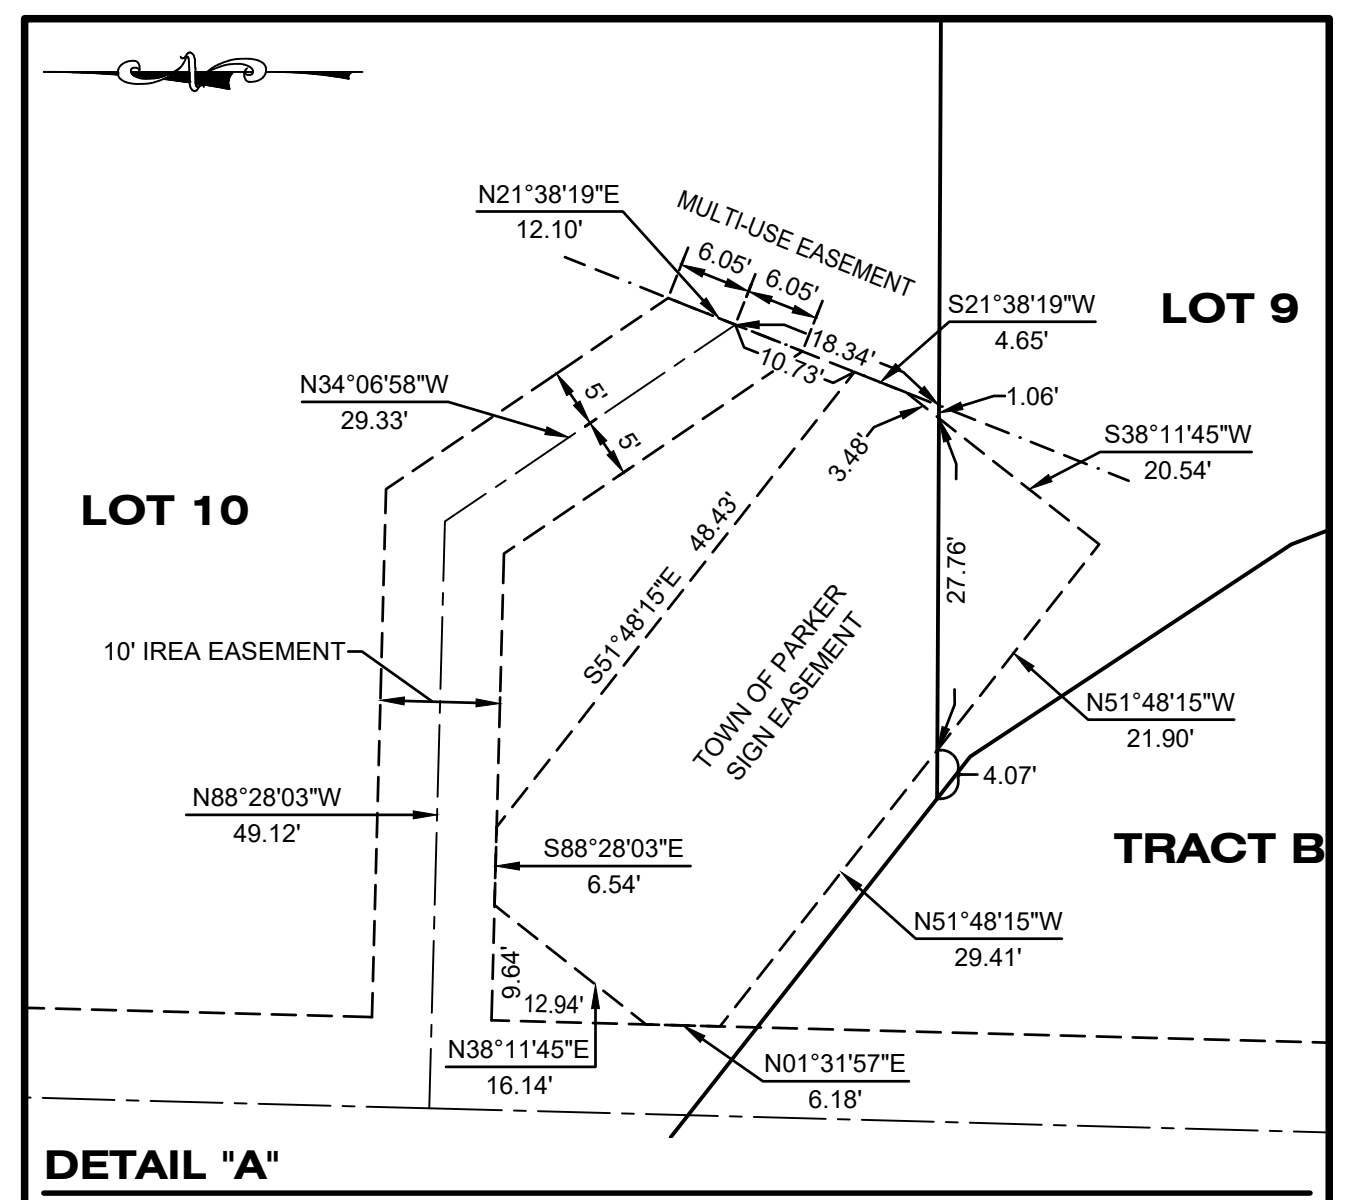 N21°38'19"E
12.10'
MULTI-USE EASEMENT
6.05'
6.05'
S21°38'19"W
4.65'
LOT 9
18.34'
10.73'
N34°06'58"W
29.33'
5'
5'
1.06'
3.48'
S38°11'45"W
20.54'
LOT 10
S51°48'15"E 48.43'
27.76'
TOWN OF PARKER
SIGN EASEMENT
10' IREA EASEMENT
N51°48'15"W
21.90'
4.07'
N88°28'03"W
49.12'
S88°28'03"E
6.54'
TRACT B
N51°48'15"W
29.41'
9.64'
12.94'
N38°11'45"E
16.14'
N01°31'57"E
6.18'
DETAIL "A"